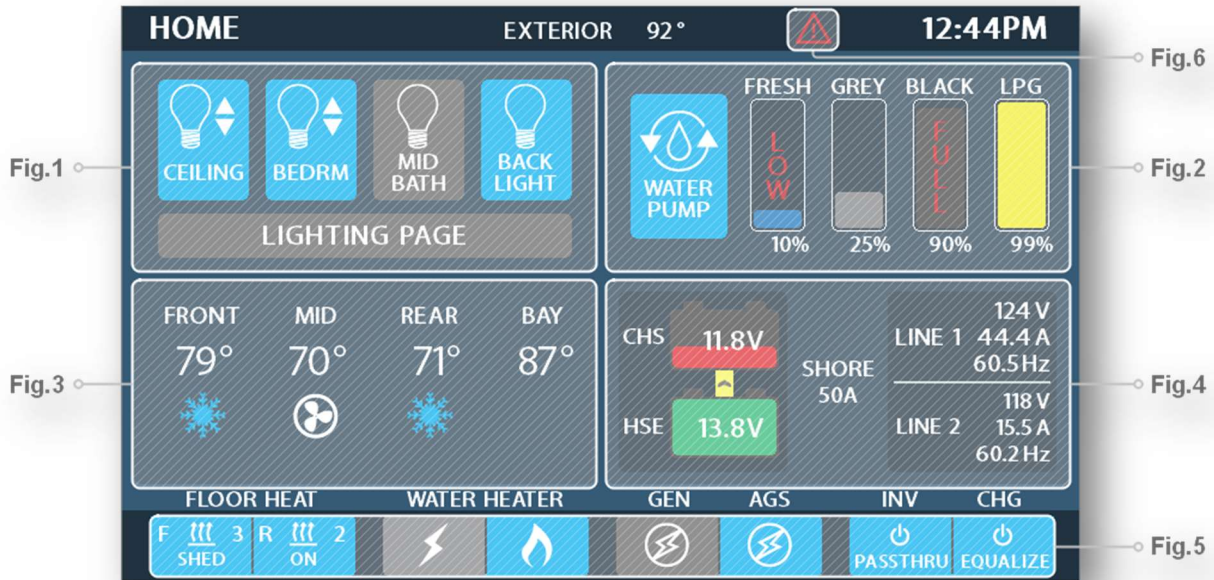 HOME EXTERIOR 92° 12:44PM
Fig.6
CEILING BEDRM MID BATH BACK LIGHT
LIGHTING PAGE
Fig.1
FRESH GREY BLACK LPG
WATER PUMP
LOW
FULL
10% 25% 90% 99%
Fig.2
FRONT MID REAR BAY
79° 70° 71° 87°
Fig.3
CHS 11.8V
HSE 13.8V
SHORE
50A
LINE 1
124 V
44.4 A
60.5 Hz
LINE 2
118 V
15.5 A
60.2 Hz
Fig.4
FLOOR HEAT WATER HEATER GEN AGS INV CHG
F 3 R 2
SHED ON PASSTHRU EQUALIZE
Fig.5